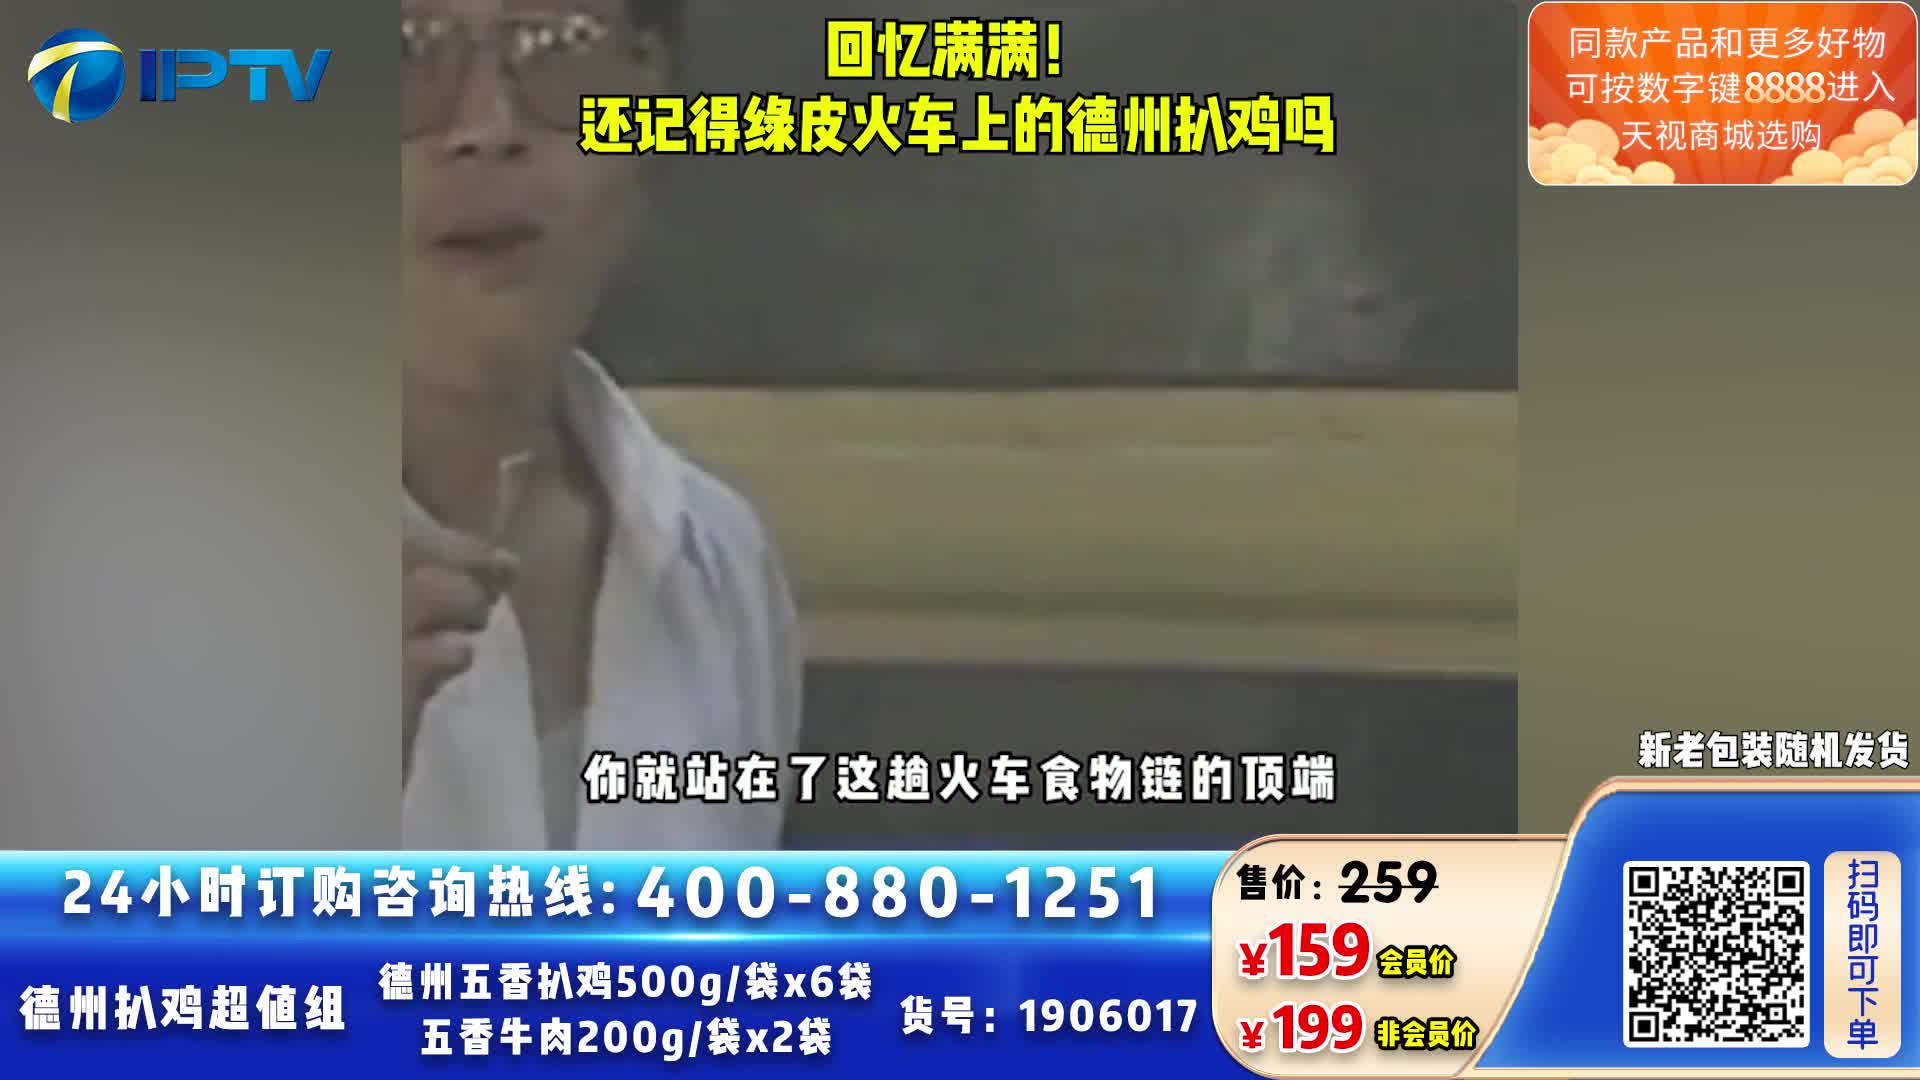 IPTV
回忆满满!
还记得绿皮火车上的德州扒鸡吗
同款产品和更多好物
可按数字键8888进入
天视商城选购
你就站在了这趟火车食物链的顶端
新老包装随机发货
24小时订购咨询热线:400-880-1251
德州扒鸡超值组
德州五香扒鸡500g/袋x6袋
五香牛肉200g/袋x2袋
货号：1906017
售价：259
¥159会员价
¥199非会员价
扫码即可下单